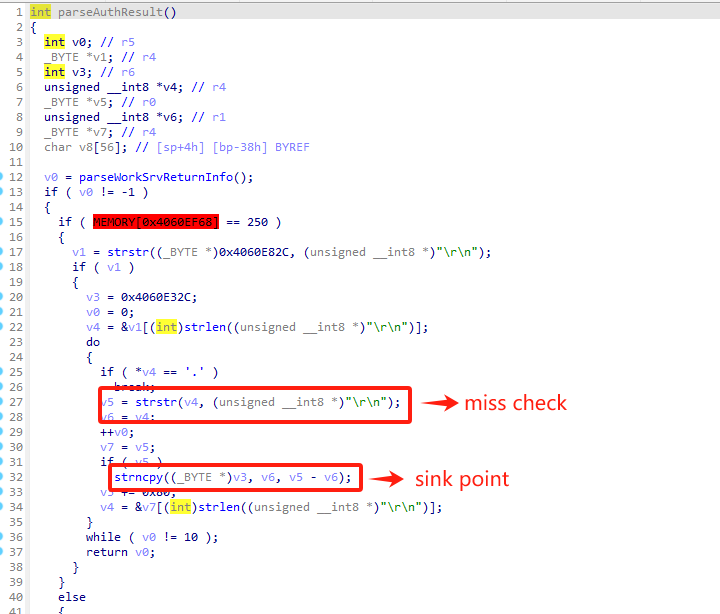 1 int parseAuthResult()
2 {
3 int v0; // r5
4 _BYTE *v1; // r4
5 int v3; // r6
6 unsigned __int8 *v4; // r4
7 _BYTE *v5; // r0
8 unsigned __int8 *v6; // r1
9 _BYTE *v7; // r4
10 char v8[56]; // [sp+4h] [bp-38h] BYREF
11
12 v0 = parseWorkSrvReturnInfo();
13 if ( v0 != -1 )
14 {
15 if ( MEMORY[0x4060EF68] == 250 )
16 {
17 v1 = strstr((_BYTE *)0x4060E82C, (unsigned __int8 *)"\r\n");
18 if ( v1 )
19 {
20 v3 = 0x4060E32C;
21 v0 = 0;
22 v4 = &v1[(int)strlen((unsigned __int8 *)"\r\n")];
23 do
24 {
25 if ( *v4 == '.' )
26 break;
27 v5 = strstr(v4, (unsigned __int8 *)"\r\n"); miss check
28 v6 = v4;
29 ++v0;
30 v7 = v5;
31 if ( v5 )
32 strncpy((_BYTE *)v3, v6, v5 - v6); sink point
33 v3 += 0x80;
34 v4 = &v7[(int)strlen((unsigned __int8 *)"\r\n")];
35 }
36 while ( v0 != 10 );
37 return v0;
38 }
39 }
40 else
41 {